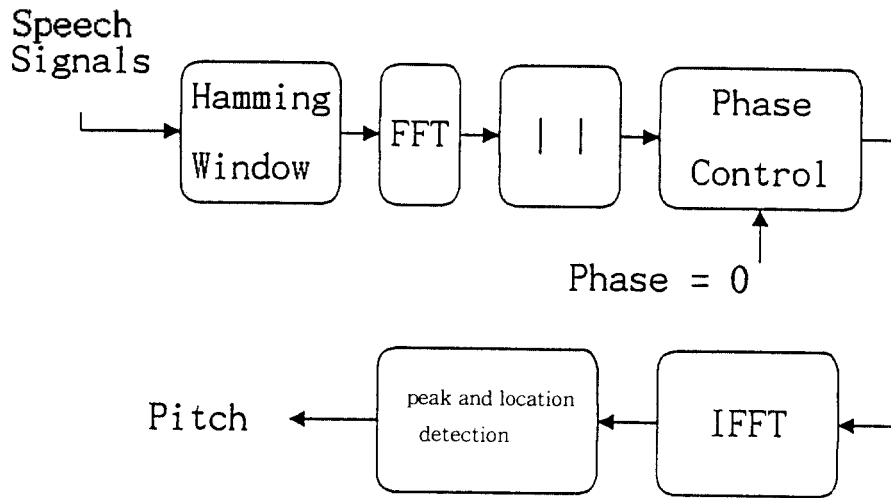 Speech
Signals
Hamming
Window
FFT
| |
Phase
Control
Phase = 0
Pitch
peak and location
detection
IFFT